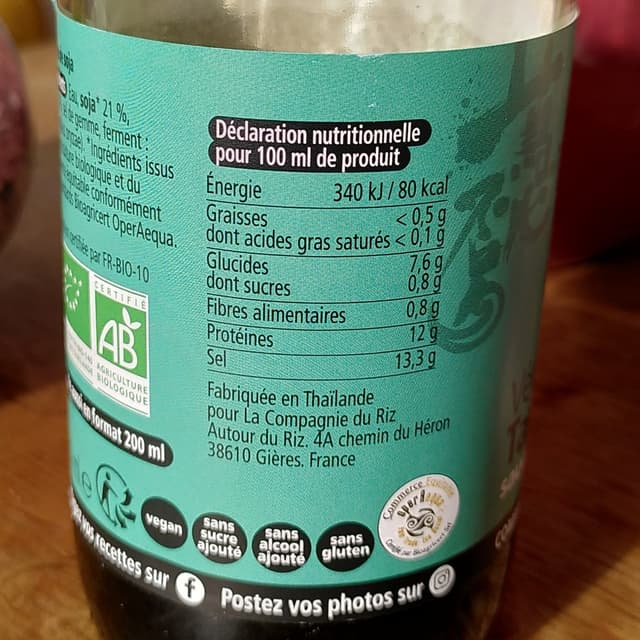 soja
Eau, soja* 21 %,
de gemme, ferment :
*Ingrédients issus
biologique et du
équitable conformément
Biocagricert OperAequa.
certifiée par FR-BIO-10
CERTIFIÉ
AB
AGRICULTURE
BIOLOGIQUE
en format 200 ml
Déclaration nutritionnelle
pour 100 ml de produit
Énergie 340 kJ / 80 kcal
Graisses < 0,5 g
dont acides gras saturés < 0,1 g
Glucides 7,6 g
dont sucres 0,8 g
Fibres alimentaires 0,8 g
Protéines 12 g
Sel 13,3 g
Fabriquée en Thaïlande
pour La Compagnie du Riz
Autour du Riz. 4A chemin du Héron
38610 Gières. France
vegan
sans
sucre
ajouté
sans
alcool
ajouté
sans
gluten
Commerce Équitable
vos recettes sur f
Postez vos photos sur